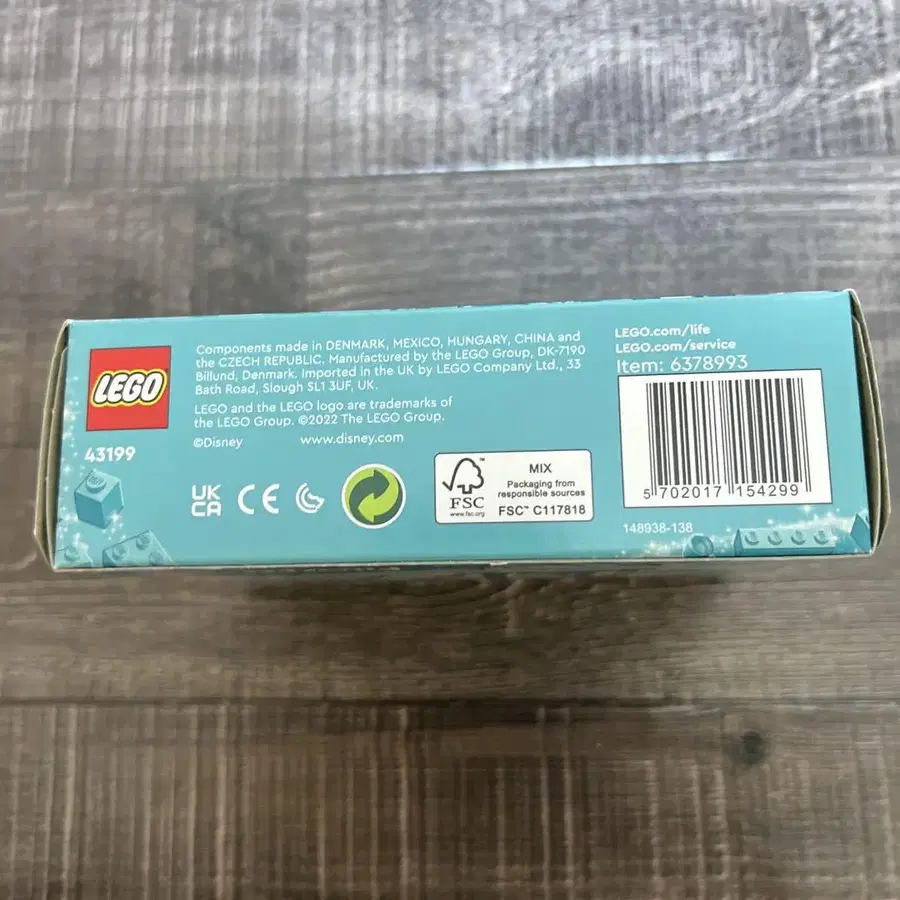 LEGO
43199
Components made in DENMARK, MEXICO, HUNGARY, CHINA and
the CZECH REPUBLIC. Manufactured by the LEGO Group, DK-7190
Billund, Denmark. Imported in the UK by LEGO Company Ltd., 33
Bath Road, Slough SL1 3UF, UK.
LEGO and the LEGO logo are trademarks of
the LEGO Group. ©2022 The LEGO Group.
©Disney www.disney.com
UK
CA
CE
FSC
www.fsc.org
MIX
Packaging from
responsible sources
FSC™ C117818
LEGO.com/life
LEGO.com/service
Item: 6378993
5 702017 154299
148938-138